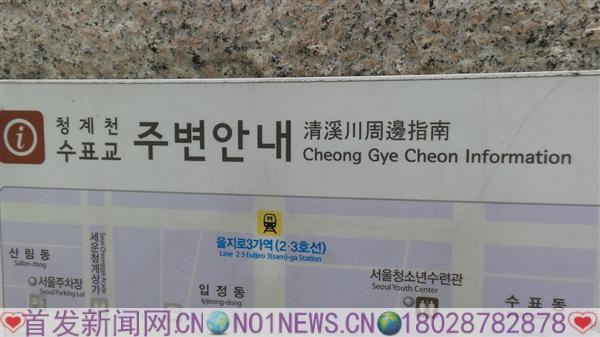 청계천
수표교
주변안내
清溪川周邊指南
Cheong Gye Cheon Information
을지로3가역 (2·3호선)
Line 2·3 Euljiro 3(sam)-ga Station
산림동
Sallim-dong
세운청계상가
서울주차장
Seoul Parking Lot
입정동
Ipjeong-dong
서울청소년수련관
Seoul Youth Center
수표동
首发新闻网.CN NO1NEWS.CN 18028782878